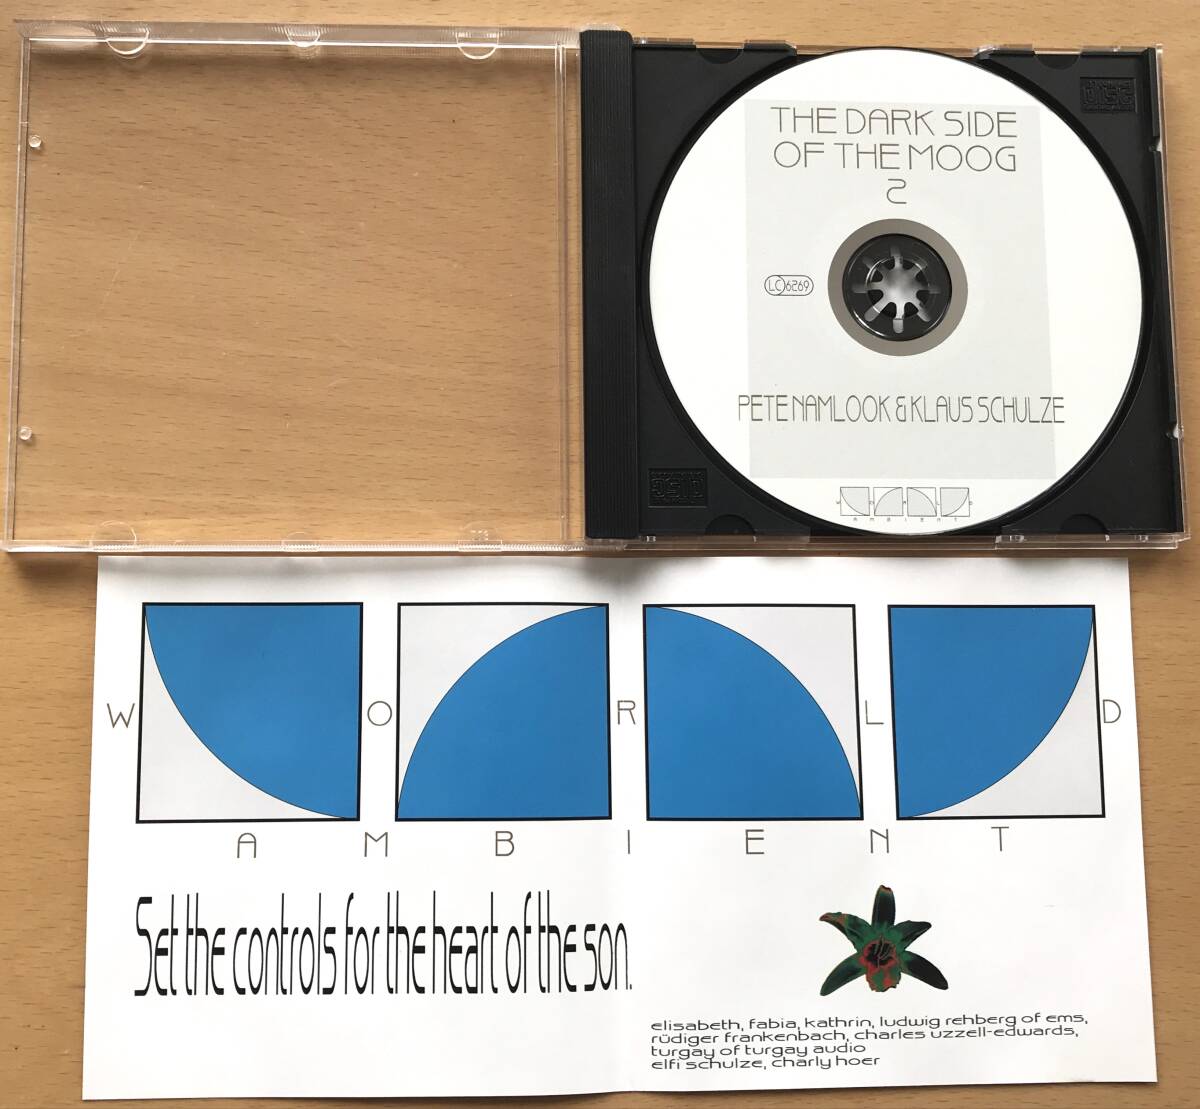 THE DARK SIDE
OF THE MOOG
2
LC 6269
PETE NAMLOOK & KLAUS SCHULZE
W O R L D
A M B I E N T
W O R L D
A M B I E N T
Set the controls for the heart of the son.
elisabeth, fabia, kathrin, ludwig rehberg of ems,
rüdiger frankenbach, charles uzzell-edwards,
turgay of turgay audio
elfi schulze, charly hoer